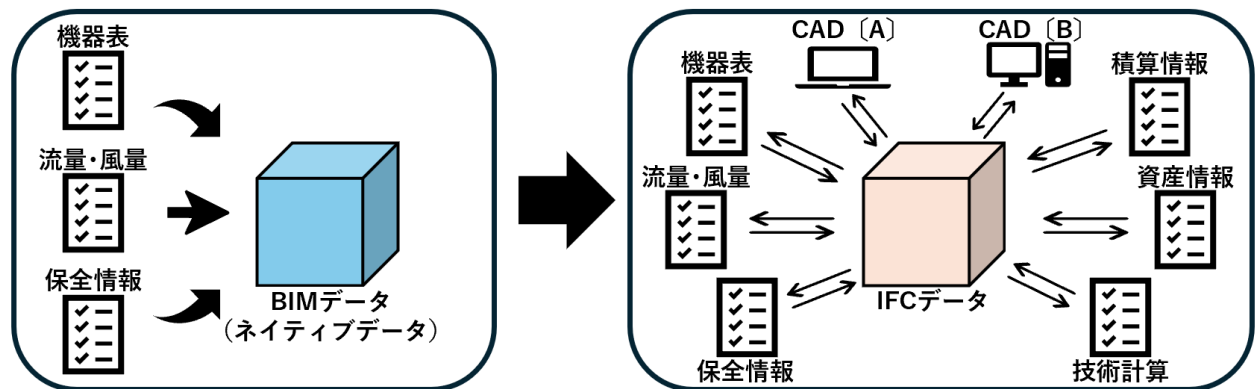 機器表
流量･風量
保全情報
BIMデータ
（ネイティブデータ）
CAD〔A〕
CAD〔B〕
機器表
積算情報
流量･風量
資産情報
IFCデータ
保全情報
技術計算